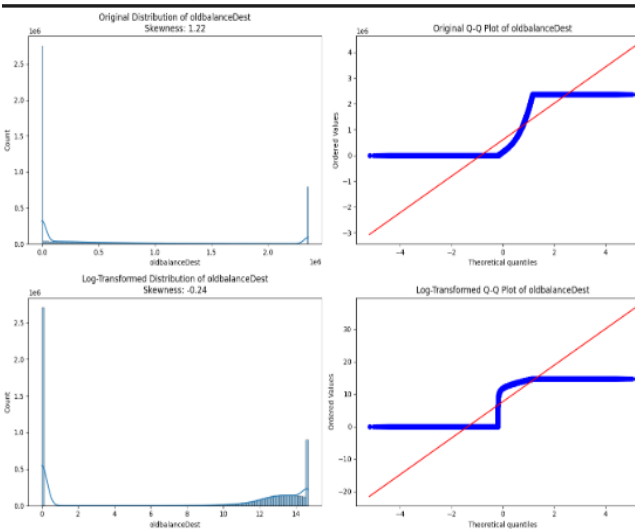 Original Distribution of oldbalanceDest
Skewness: 1.22
1e6
Count
2.5
2.0
1.5
1.0
0.5
0.0
0.0 0.5 1.0 1.5 2.0
1e6
oldbalanceDest
Original Q-Q Plot of oldbalanceDest
1e6
Ordered Values
4
3
2
1
0
−1
−2
−3
−4 −2 0 2 4
Theoretical quantiles
Log-Transformed Distribution of oldbalanceDest
Skewness: -0.24
1e6
Count
2.5
2.0
1.5
1.0
0.5
0.0
0 2 4 6 8 10 12 14
oldbalanceDest
Log-Transformed Q-Q Plot of oldbalanceDest
Ordered Values
30
20
10
0
−10
−20
−4 −2 0 2 4
Theoretical quantiles